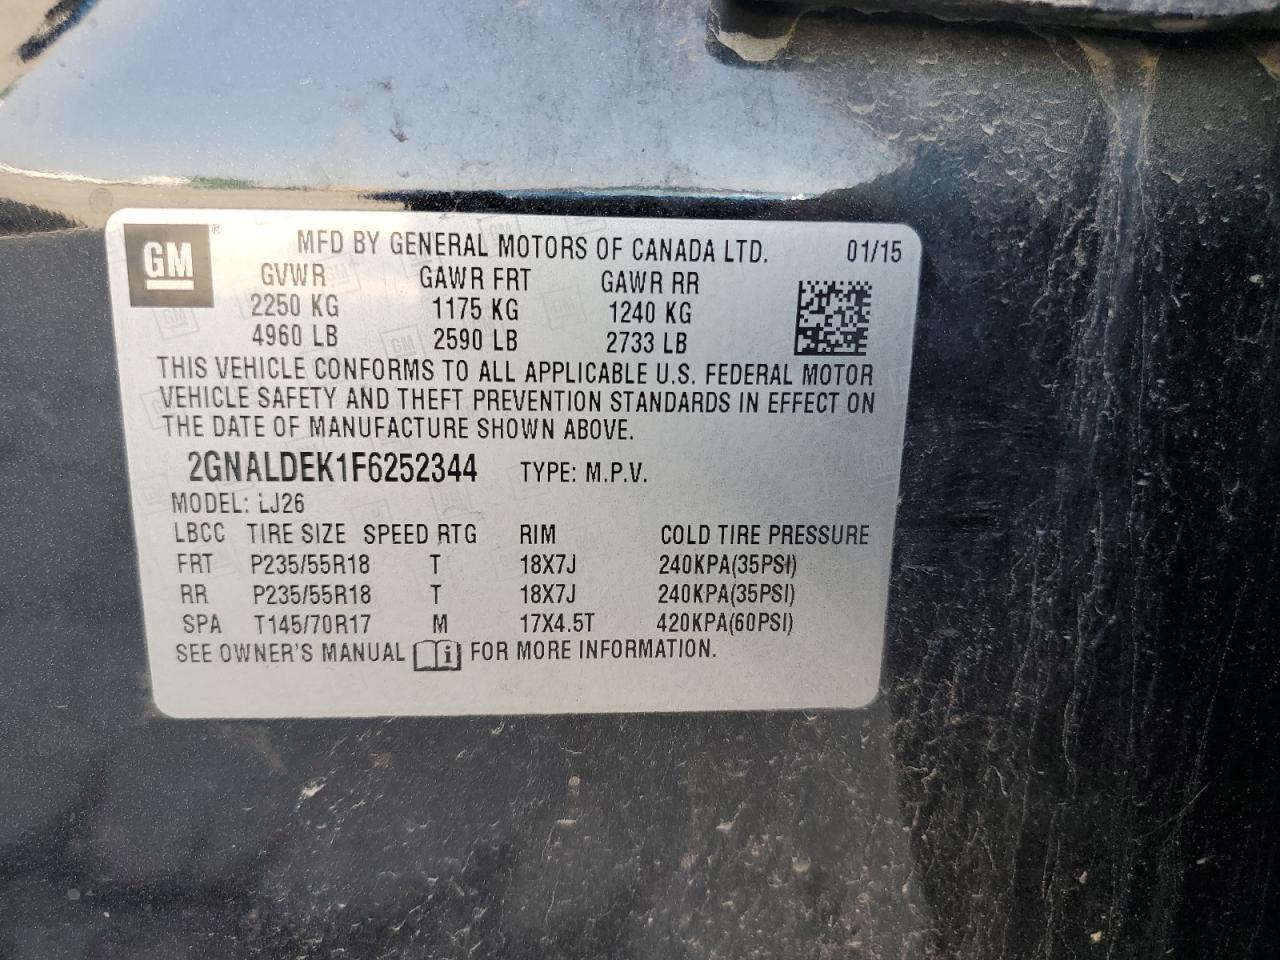 GM ® MFD BY GENERAL MOTORS OF CANADA LTD. 01/15
GVWR GAWR FRT GAWR RR
2250 KG 1175 KG 1240 KG
4960 LB 2590 LB 2733 LB
THIS VEHICLE CONFORMS TO ALL APPLICABLE U.S. FEDERAL MOTOR
VEHICLE SAFETY AND THEFT PREVENTION STANDARDS IN EFFECT ON
THE DATE OF MANUFACTURE SHOWN ABOVE.
2GNALDEK1F6252344 TYPE: M.P.V.
MODEL: LJ26
LBCC TIRE SIZE SPEED RTG RIM COLD TIRE PRESSURE
FRT P235/55R18 T 18X7J 240KPA(35PSI)
RR P235/55R18 T 18X7J 240KPA(35PSI)
SPA T145/70R17 M 17X4.5T 420KPA(60PSI)
SEE OWNER'S MANUAL i FOR MORE INFORMATION.